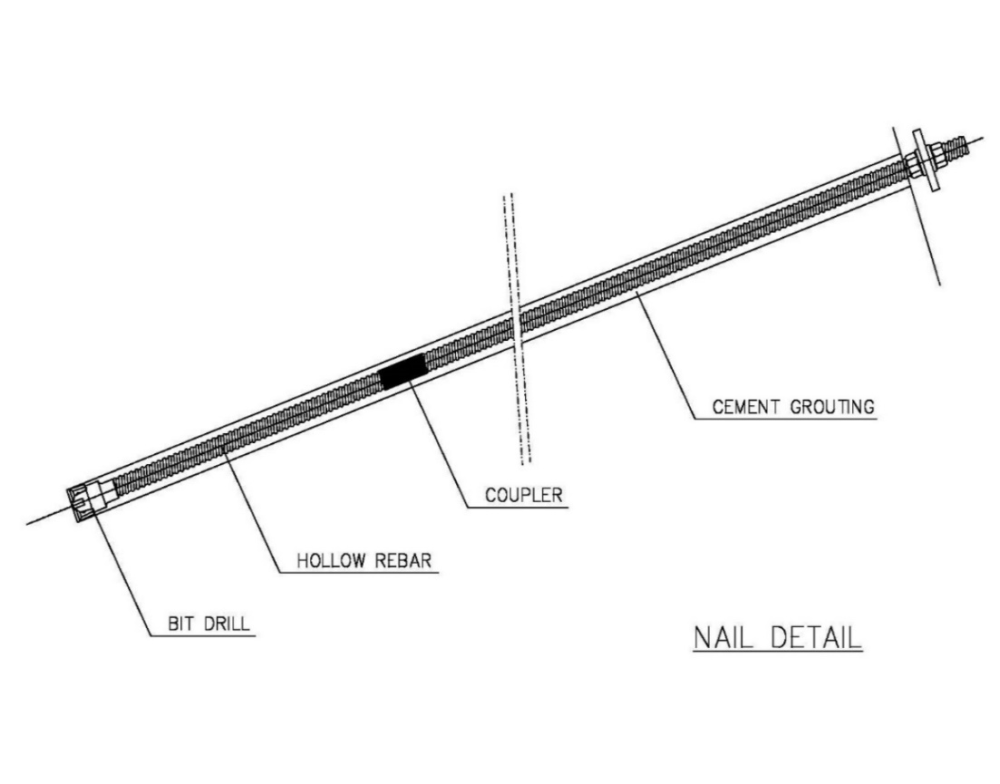 CEMENT GROUTING
COUPLER
HOLLOW REBAR
BIT DRILL
NAIL DETAIL